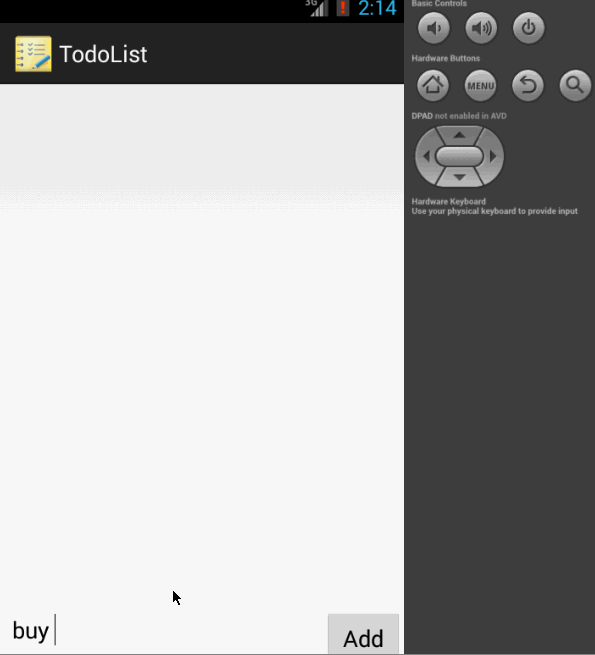 3G
2:14
TodoList
buy
Add
Basic Controls
Hardware Buttons
MENU
DPAD not enabled in AVD
Hardware Keyboard
Use your physical keyboard to provide input